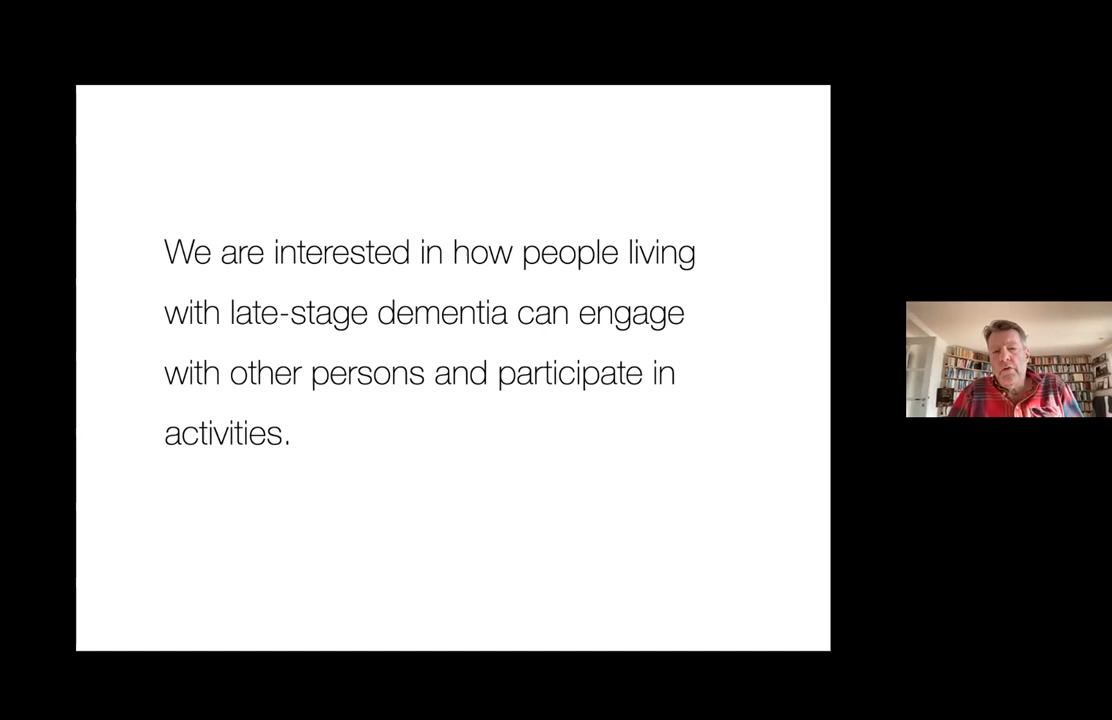 We are interested in how people living
with late-stage dementia can engage
with other persons and participate in
activities.